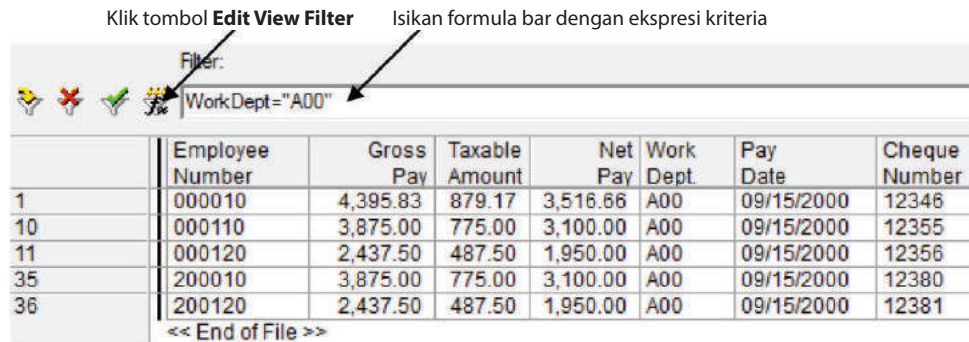 Klik tombol Edit View Filter Isikan formula bar dengan ekspresi kriteria
Filter:
WorkDept="A00"
Employee Number Gross Pay Taxable Amount Net Pay Work Dept. Pay Date Cheque Number
1 000010 4,395.83 879.17 3,516.66 A00 09/15/2000 12346
10 000110 3,875.00 775.00 3,100.00 A00 09/15/2000 12355
11 000120 2,437.50 487.50 1,950.00 A00 09/15/2000 12356
35 200010 3,875.00 775.00 3,100.00 A00 09/15/2000 12380
36 200120 2,437.50 487.50 1,950.00 A00 09/15/2000 12381
<< End of File >>